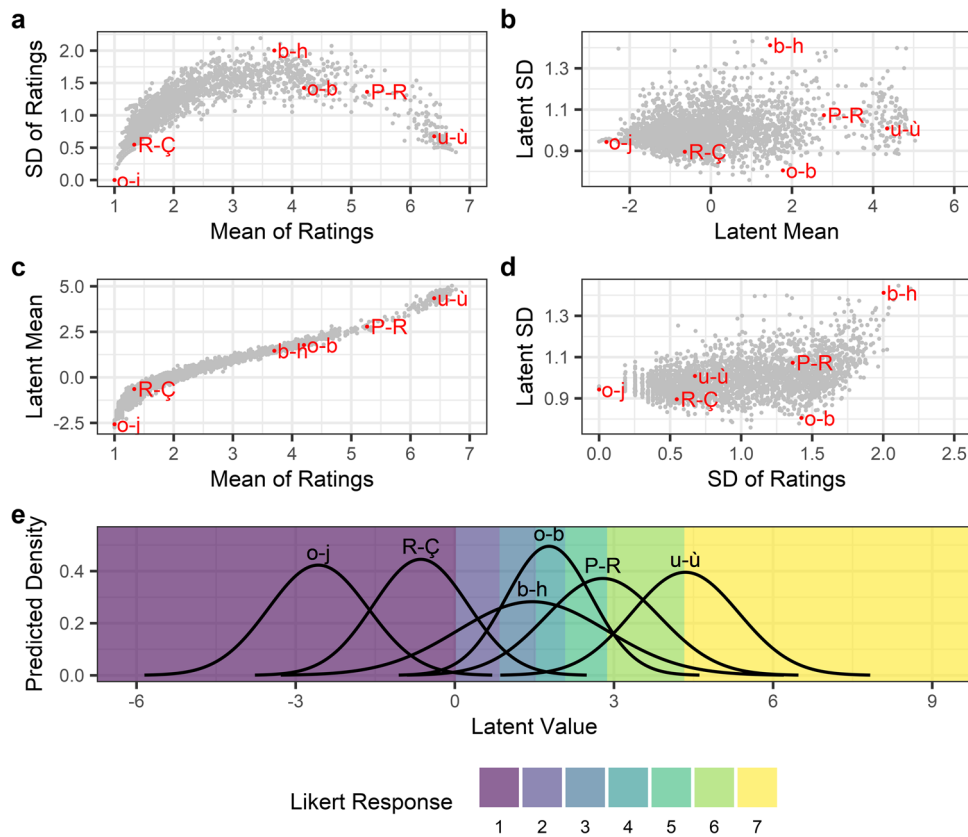 a
2.0
1.5
1.0
0.5
0.0
SD of Ratings
b-h
o-b
P-R
u-ù
R-Ç
o-j
1 2 3 4 5 6 7
Mean of Ratings
b
1.3
1.1
0.9
Latent SD
b-h
P-R
u-ù
o-j
R-Ç
o-b
-2 0 2 4 6
Latent Mean
c
5.0
2.5
0.0
-2.5
Latent Mean
u-ù
P-R
b-h
o-b
R-Ç
o-j
1 2 3 4 5 6 7
Mean of Ratings
d
1.3
1.1
0.9
Latent SD
b-h
P-R
u-ù
o-j
R-Ç
o-b
0.0 0.5 1.0 1.5 2.0 2.5
SD of Ratings
e
0.4
0.2
0.0
Predicted Density
o-j
R-Ç
o-b
b-h
P-R
u-ù
-6 -3 0 3 6 9
Latent Value
Likert Response
1 2 3 4 5 6 7